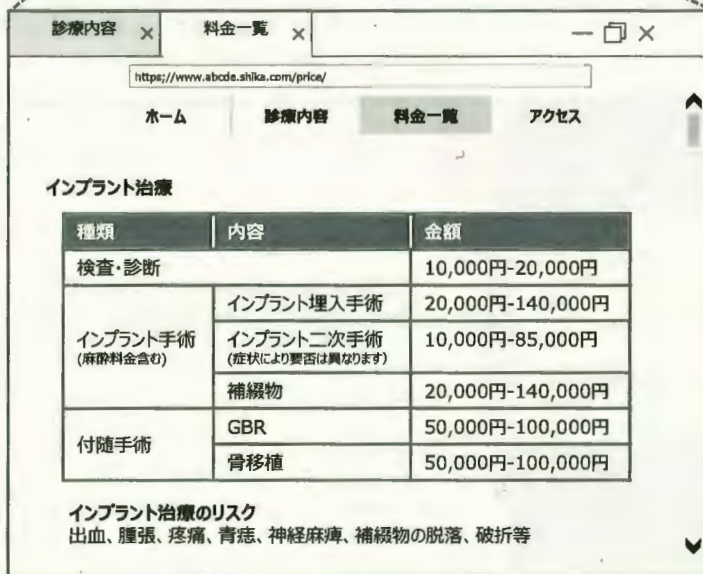 診療内容 × 料金一覧 ×
https://www.abcde.shika.com/price/
ホーム 診療内容 料金一覧 アクセス
インプラント治療
種類 内容 金額
検査・診断 10,000円-20,000円
インプラント手術
(麻酔料金含む)
インプラント埋入手術 20,000円-140,000円
インプラント二次手術 10,000円-85,000円
(症状により要否は異なります)
補綴物 20,000円-140,000円
付随手術
GBR 50,000円-100,000円
骨移植 50,000円-100,000円
インプラント治療のリスク
出血、腫張、疼痛、青痣、神経麻痺、補綴物の脱落、破折等